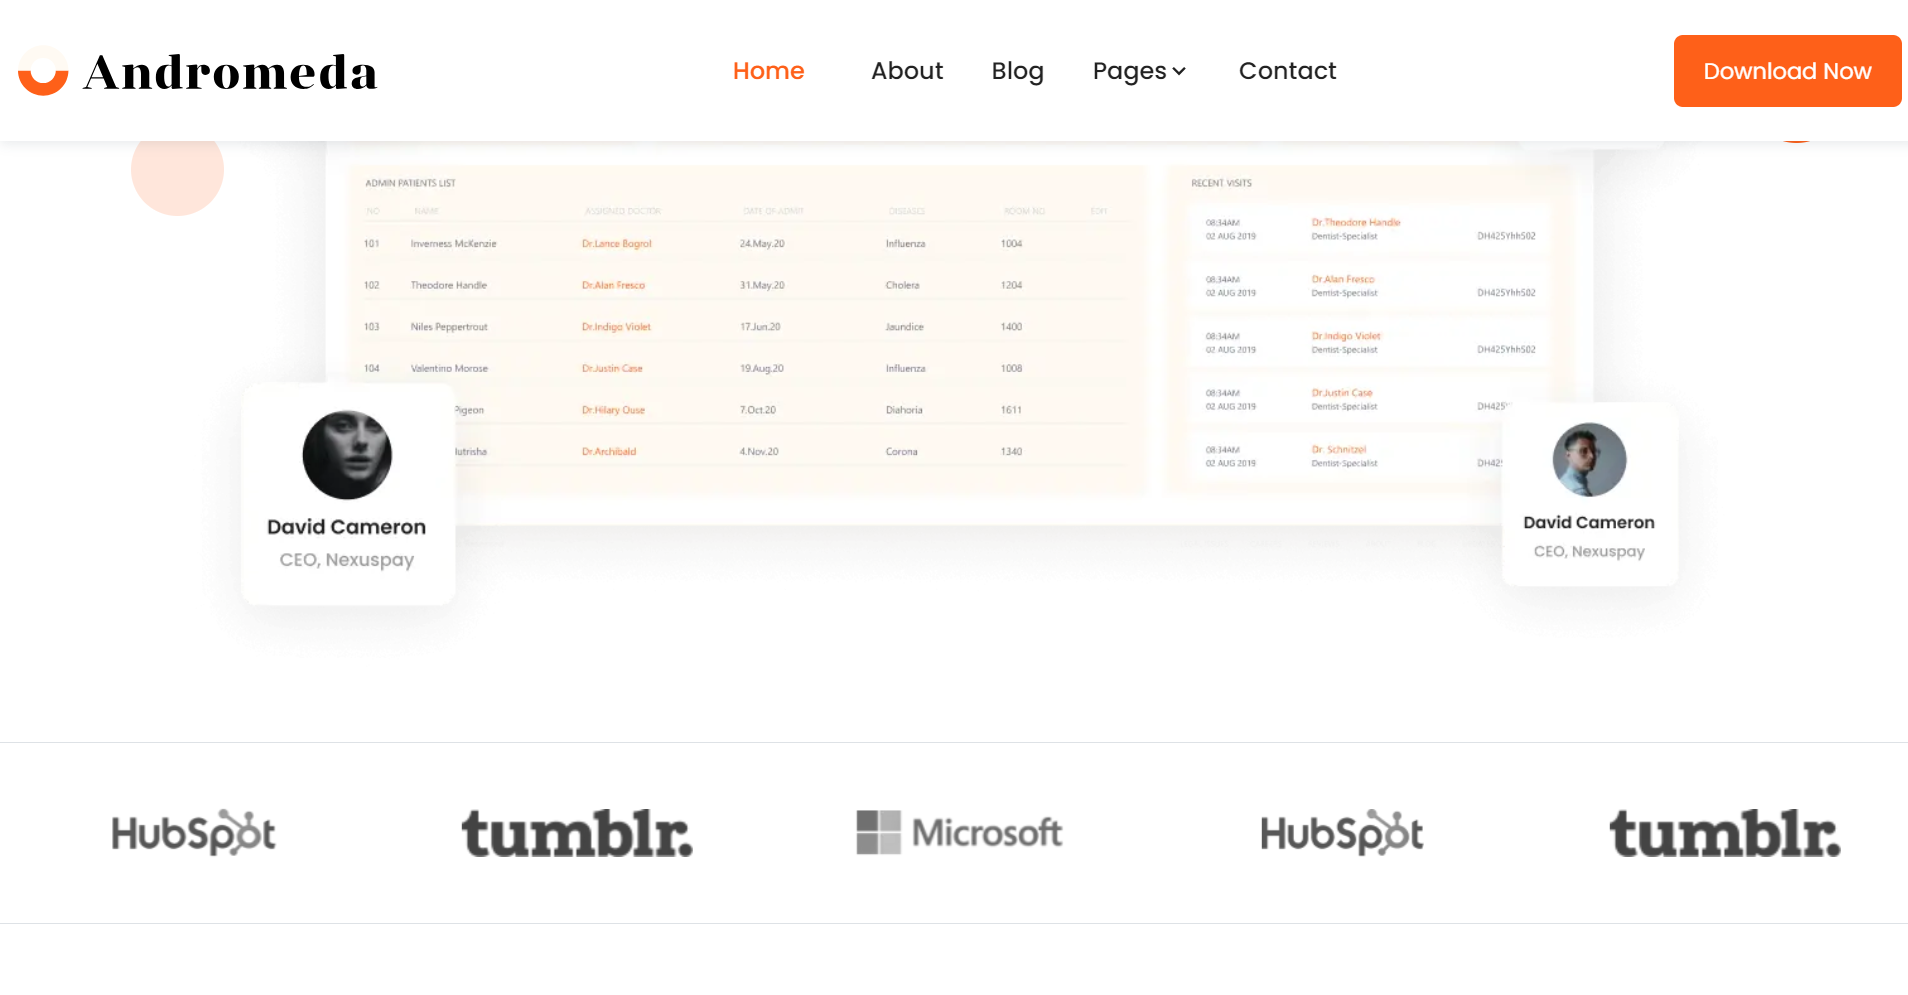 Andromeda
Home About Blog Pages Contact
Download Now
ADMIN PATIENTS LIST
NO NAME ASSIGNED DOCTOR DATE OF ADMIT DISEASES ROOM NO EDIT
101 Inverness McKenzie Dr.Lance Bogrol 24.May.20 Influenza 1004
102 Theodore Handle Dr.Alan Fresco 31.May.20 Cholera 1204
103 Niles Peppertrout Dr.Indigo Violet 17.Jun.20 Jaundice 1400
104 Valentino Morose Dr.Justin Case 19.Aug.20 Influenza 1008
Pigeon Dr.Hilary Ouse 7.Oct.20 Diahoria 1611
Dr.Archibald 4.Nov.20 Corona 1340
RECENT VISITS
08:34AM Dr.Theodore Handle
02 AUG 2019 Dentist-Specialist DH425Yhh502
08:34AM Dr.Alan Fresco
02 AUG 2019 Dentist-Specialist DH425Yhh502
08:34AM Dr.Indigo Violet
02 AUG 2019 Dentist-Specialist DH425Yhh502
08:34AM Dr.Justin Case
02 AUG 2019 Dentist-Specialist DH425
08:34AM Dr. Schnitzel
02 AUG 2019 Dentist-Specialist DH42
David Cameron
CEO, Nexuspay
David Cameron
CEO, Nexuspay
HubSpot tumblr. Microsoft HubSpot tumblr.